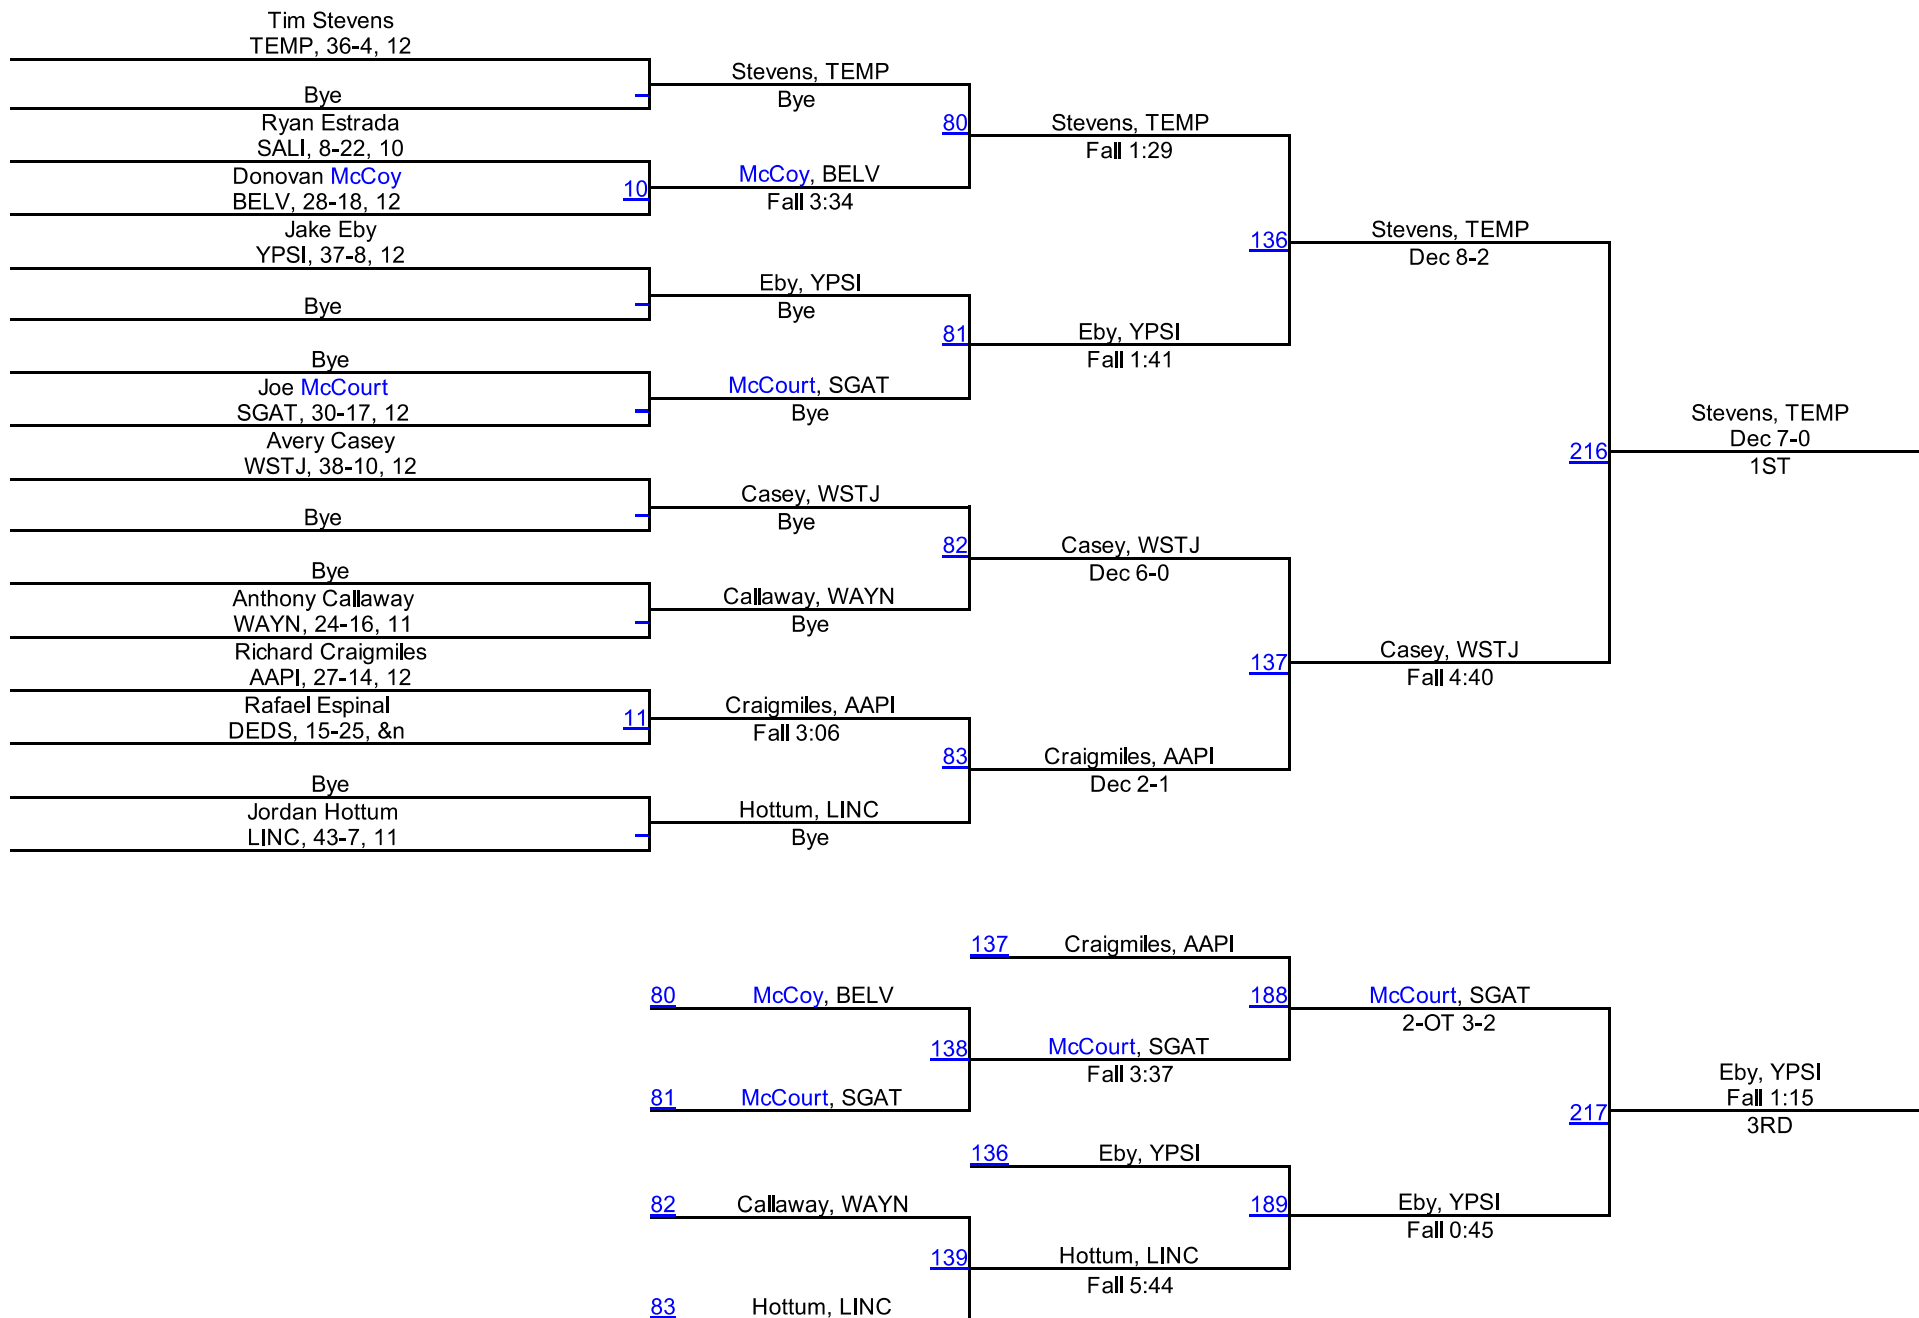 Tim Stevens
TEMP, 36-4, 12
Bye
Ryan Estrada
SALI, 8-22, 10
Donovan McCoy
BELV, 28-18, 12
10
Jake Eby
YPSI, 37-8, 12
Bye
Bye
Joe McCourt
SGAT, 30-17, 12
Avery Casey
WSTJ, 38-10, 12
Bye
Bye
Anthony Callaway
WAYN, 24-16, 11
Richard Craigmiles
AAPI, 27-14, 12
Rafael Espinal
DEDS, 15-25, &n
11
Bye
Jordan Hottum
LINC, 43-7, 11
Stevens, TEMP
Bye
80
McCoy, BELV
Fall 3:34
Eby, YPSI
Bye
81
McCourt, SGAT
Bye
Casey, WSTJ
Bye
82
Callaway, WAYN
Bye
Craigmiles, AAPI
Fall 3:06
83
Hottum, LINC
Bye
Stevens, TEMP
Fall 1:29
136
Eby, YPSI
Fall 1:41
Casey, WSTJ
Dec 6-0
137
Craigmiles, AAPI
Dec 2-1
Stevens, TEMP
Dec 8-2
216
Casey, WSTJ
Fall 4:40
Stevens, TEMP
Dec 7-0
1ST
80 McCoy, BELV
138
81 McCourt, SGAT
82 Callaway, WAYN
139
83 Hottum, LINC
137 Craigmiles, AAPI
188
McCourt, SGAT
Fall 3:37
136 Eby, YPSI
189
Hottum, LINC
Fall 5:44
McCourt, SGAT
2-OT 3-2
217
Eby, YPSI
Fall 0:45
Eby, YPSI
Fall 1:15
3RD